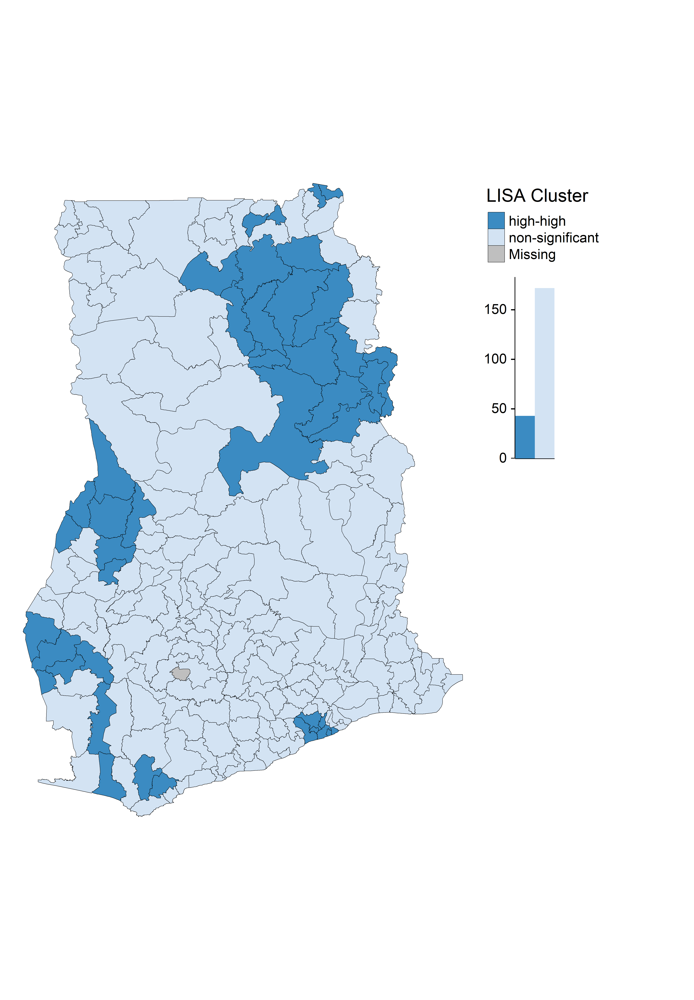 LISA Cluster
high-high
non-significant
Missing
150
100
50
0